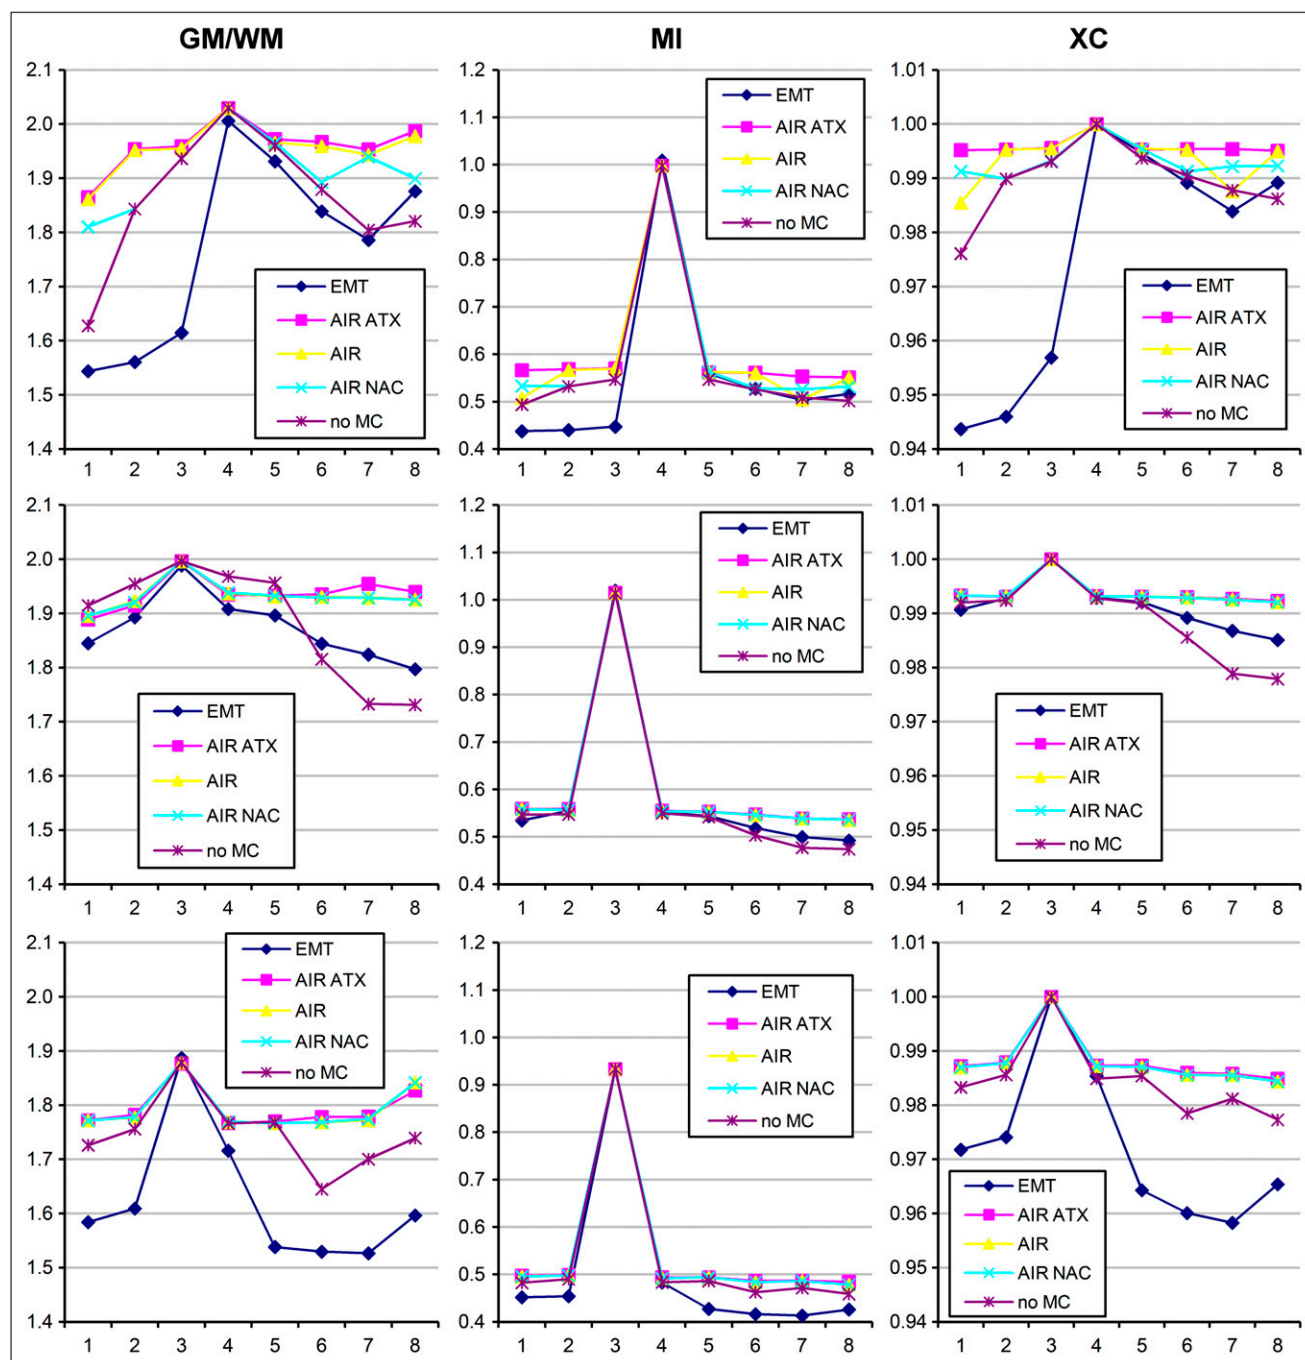 GM/WM MI XC
2.1
2.0
1.9
1.8
1.7
1.6
1.5
1.4
EMT
AIR ATX
AIR
AIR NAC
no MC
1 2 3 4 5 6 7 8
1.2
1.1
1.0
0.9
0.8
0.7
0.6
0.5
0.4
EMT
AIR ATX
AIR
AIR NAC
no MC
1 2 3 4 5 6 7 8
1.01
1.00
0.99
0.98
0.97
0.96
0.95
0.94
EMT
AIR ATX
AIR
AIR NAC
no MC
1 2 3 4 5 6 7 8
2.1
2.0
1.9
1.8
1.7
1.6
1.5
1.4
EMT
AIR ATX
AIR
AIR NAC
no MC
1 2 3 4 5 6 7 8
1.2
1.1
1.0
0.9
0.8
0.7
0.6
0.5
0.4
EMT
AIR ATX
AIR
AIR NAC
no MC
1 2 3 4 5 6 7 8
1.01
1.00
0.99
0.98
0.97
0.96
0.95
0.94
EMT
AIR ATX
AIR
AIR NAC
no MC
1 2 3 4 5 6 7 8
2.1
2.0
1.9
1.8
1.7
1.6
1.5
1.4
EMT
AIR ATX
AIR
AIR NAC
no MC
1 2 3 4 5 6 7 8
1.2
1.1
1.0
0.9
0.8
0.7
0.6
0.5
0.4
EMT
AIR ATX
AIR
AIR NAC
no MC
1 2 3 4 5 6 7 8
1.01
1.00
0.99
0.98
0.97
0.96
0.95
0.94
EMT
AIR ATX
AIR
AIR NAC
no MC
1 2 3 4 5 6 7 8